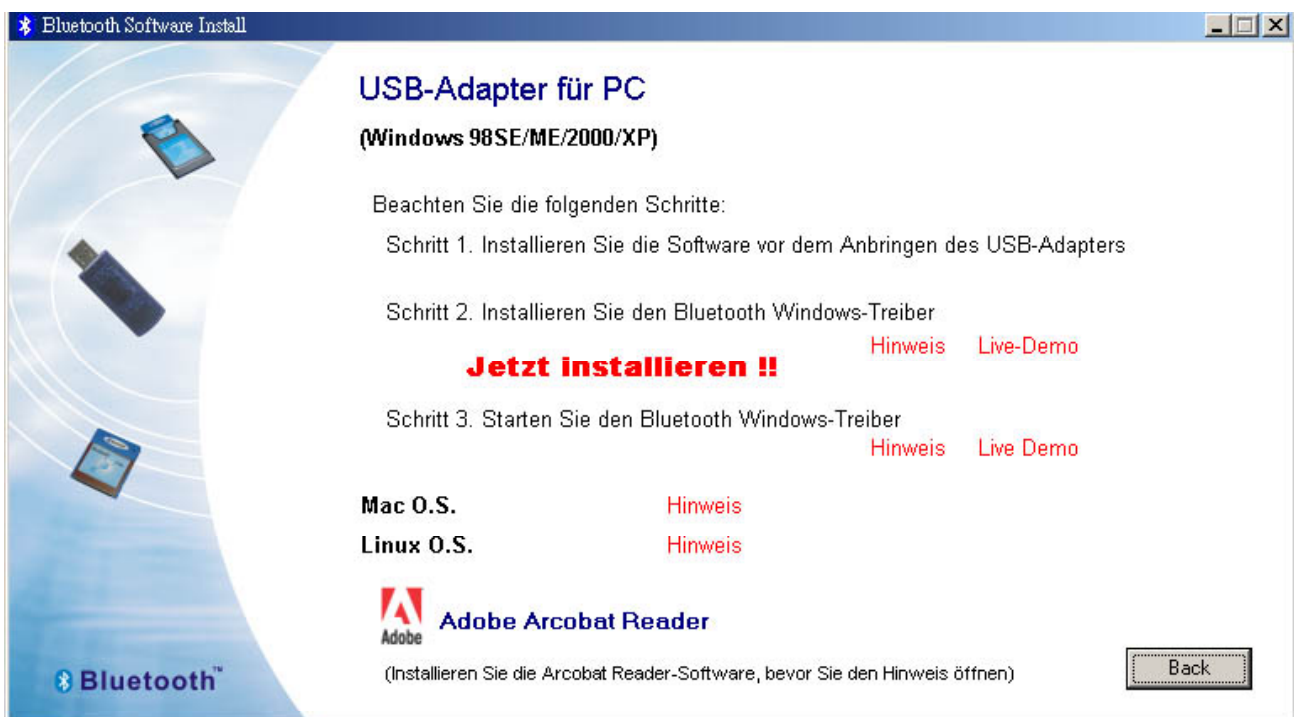 Bluetooth Software Install
USB-Adapter für PC
(Windows 98SE/ME/2000/XP)
Beachten Sie die folgenden Schritte:
Schritt 1. Installieren Sie die Software vor dem Anbringen des USB-Adapters
Schritt 2. Installieren Sie den Bluetooth Windows-Treiber
Hinweis Live-Demo
Jetzt installieren !!
Schritt 3. Starten Sie den Bluetooth Windows-Treiber
Hinweis Live Demo
Mac O.S. Hinweis
Linux O.S. Hinweis
Adobe
Adobe Arcobat Reader
(Installieren Sie die Arcobat Reader-Software, bevor Sie den Hinweis öffnen)
Back
Bluetooth™